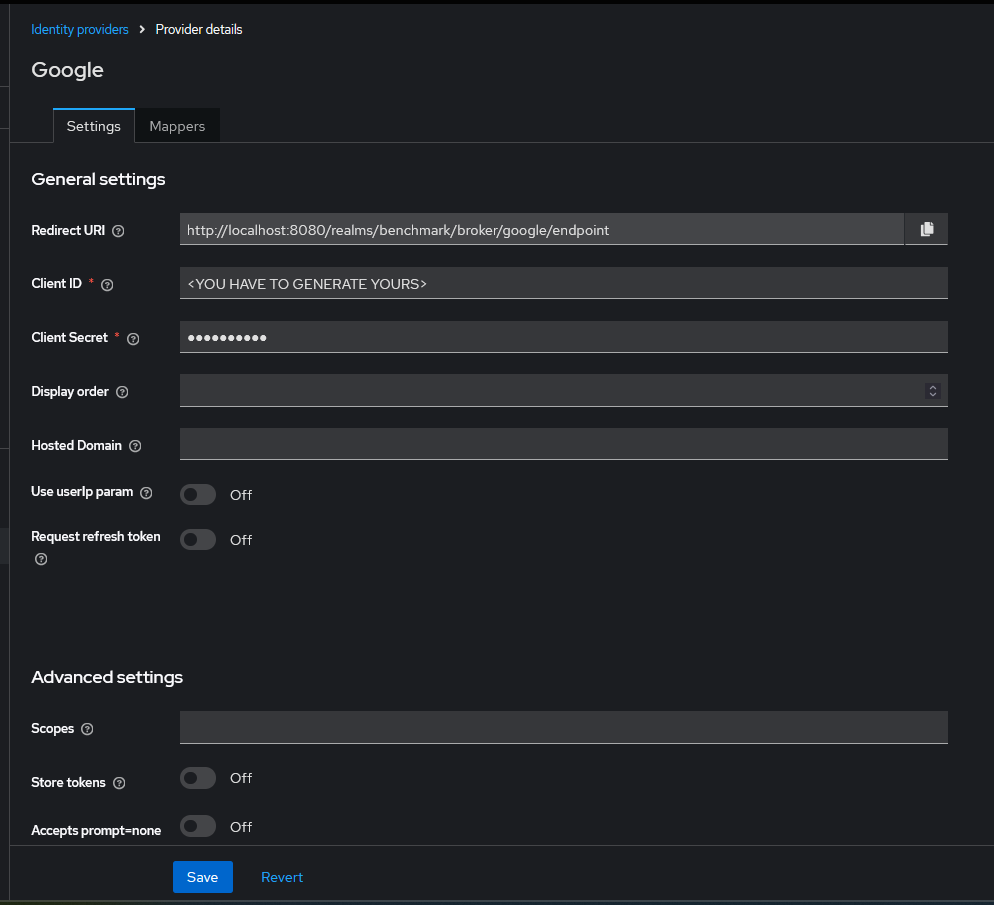 Identity providers > Provider details
Google
Settings Mappers
General settings
Redirect URI http://localhost:8080/realms/benchmark/broker/google/endpoint
Client ID * <YOU HAVE TO GENERATE YOURS>
Client Secret * ●●●●●●●●●●
Display order
Hosted Domain
Use userIp param Off
Request refresh token Off
Advanced settings
Scopes
Store tokens Off
Accepts prompt=none Off
Save Revert